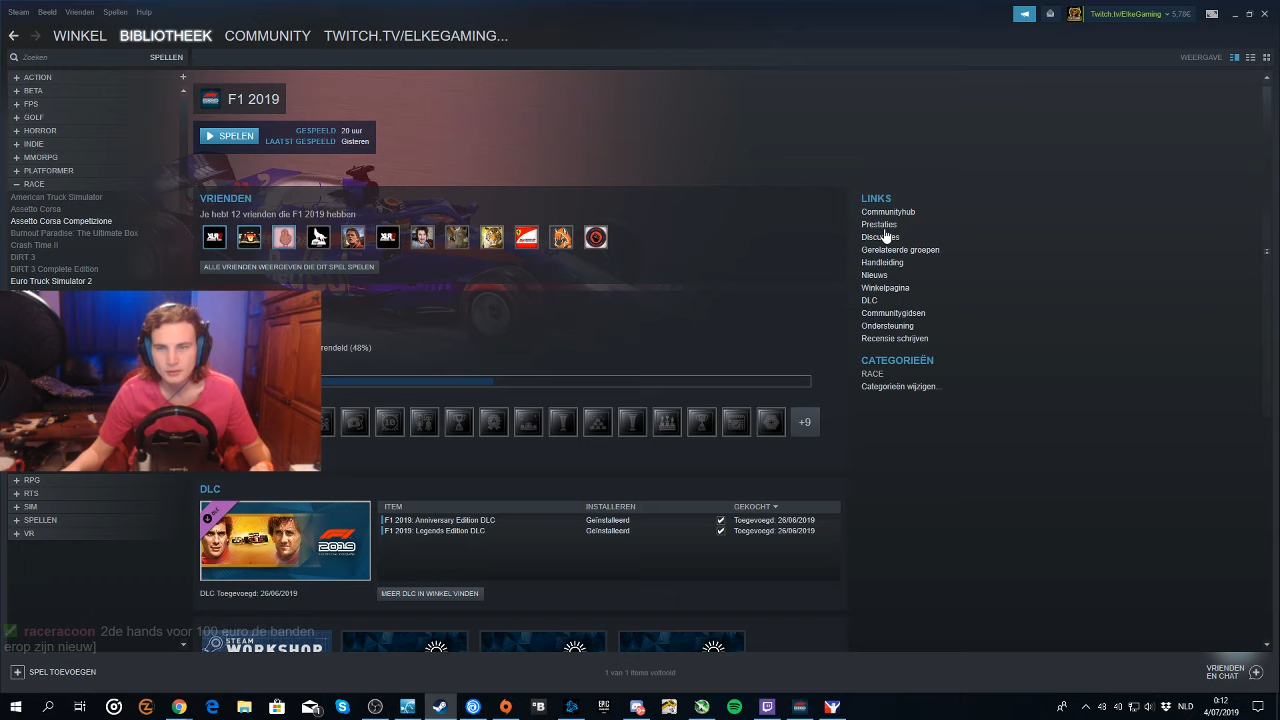 Steam Beeld Vrienden Spellen Hulp
Twitch.tv/ElkeGaming 5,78€
WINKEL BIBLIOTHEEK COMMUNITY TWITCH.TV/ELKEGAMING...
Zoeken SPELLEN WEERGAVE
ACTION
BETA
FPS
GOLF
HORROR
INDIE
MMORPG
PLATFORMER
RACE
American Truck Simulator
Assetto Corsa
Assetto Corsa Competizione
Burnout Paradise: The Ultimate Box
Crash Time II
DIRT 3
DIRT 3 Complete Edition
Euro Truck Simulator 2
RPG
RTS
SIM
SPELLEN
VR
F1 2019
SPELEN
GESPEELD 20 uur
LAATST GESPEELD Gisteren
VRIENDEN
Je hebt 12 vrienden die F1 2019 hebben
ALLE VRIENDEN WEERGEVEN DIE DIT SPEL SPELEN
rendeld (48%)
+9
DLC
ITEM INSTALLEREN GEKOCHT
F1 2019: Anniversary Edition DLC Geïnstalleerd Toegevoegd: 26/06/2019
F1 2019: Legends Edition DLC Geïnstalleerd Toegevoegd: 26/06/2019
DLC
F1 2019
DLC Toegevoegd: 26/06/2019
MEER DLC IN WINKEL VINDEN
STEAM
WORKSHOP
LINKS
Communityhub
Prestaties
Gerelateerde groepen
Handleiding
Nieuws
Winkelpagina
DLC
Communitygidsen
Ondersteuning
Recensie schrijven
CATEGORIEËN
RACE
Categorieën wijzigen...
raceracoon 2de hands voor 100 euro de banden
erop zijn nieuw]
SPEL TOEVOEGEN
1 van 1 items voltooid
VRIENDEN
EN CHAT
NLD
0:12
4/07/2019